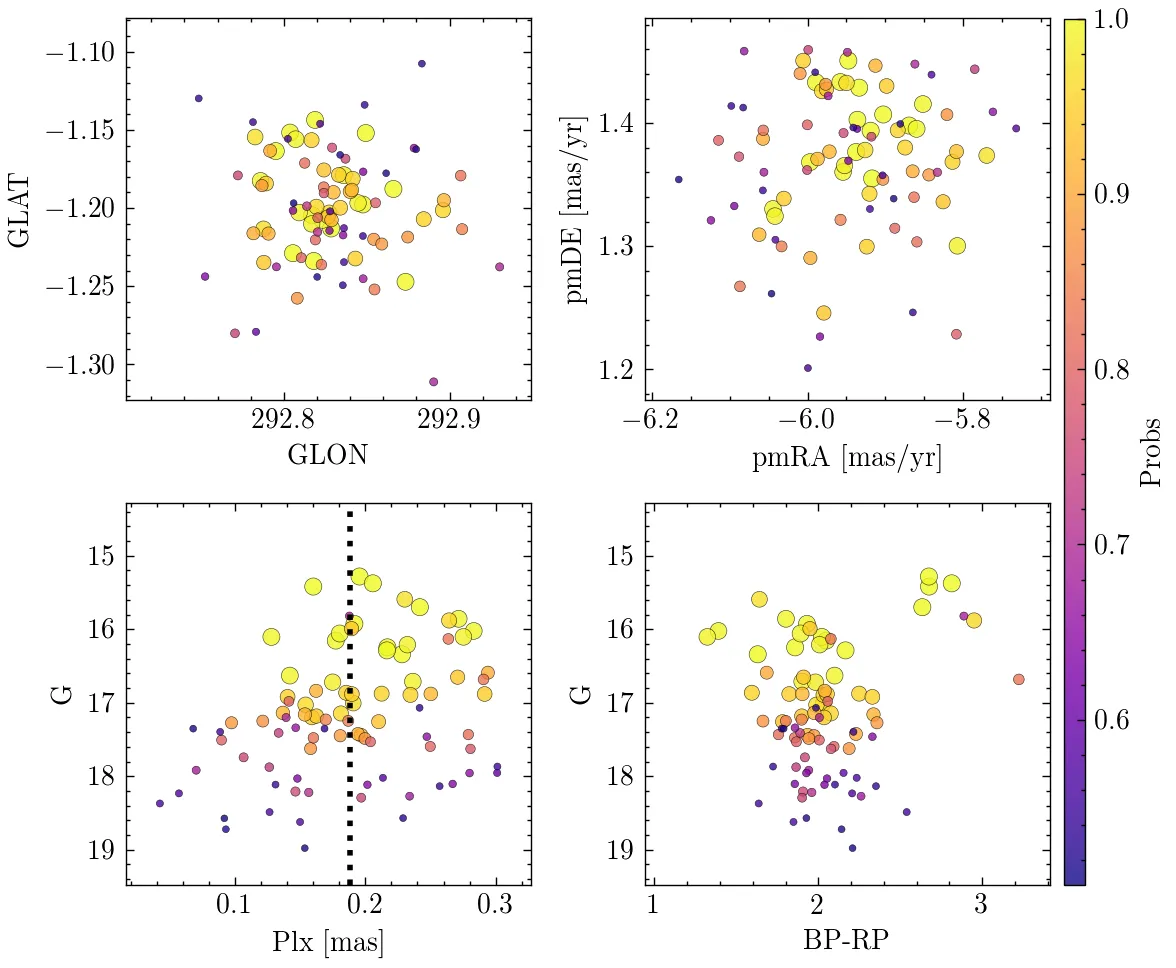 −1.10
−1.15
−1.20
−1.25
−1.30
GLAT
292.8 292.9
GLON
1.4
1.3
1.2
pmDE [mas/yr]
−6.2 −6.0 −5.8
pmRA [mas/yr]
1.0
0.9
0.8
0.7
0.6
Probs
15
16
17
18
19
G
0.1 0.2 0.3
Plx [mas]
15
16
17
18
19
G
1 2 3
BP-RP